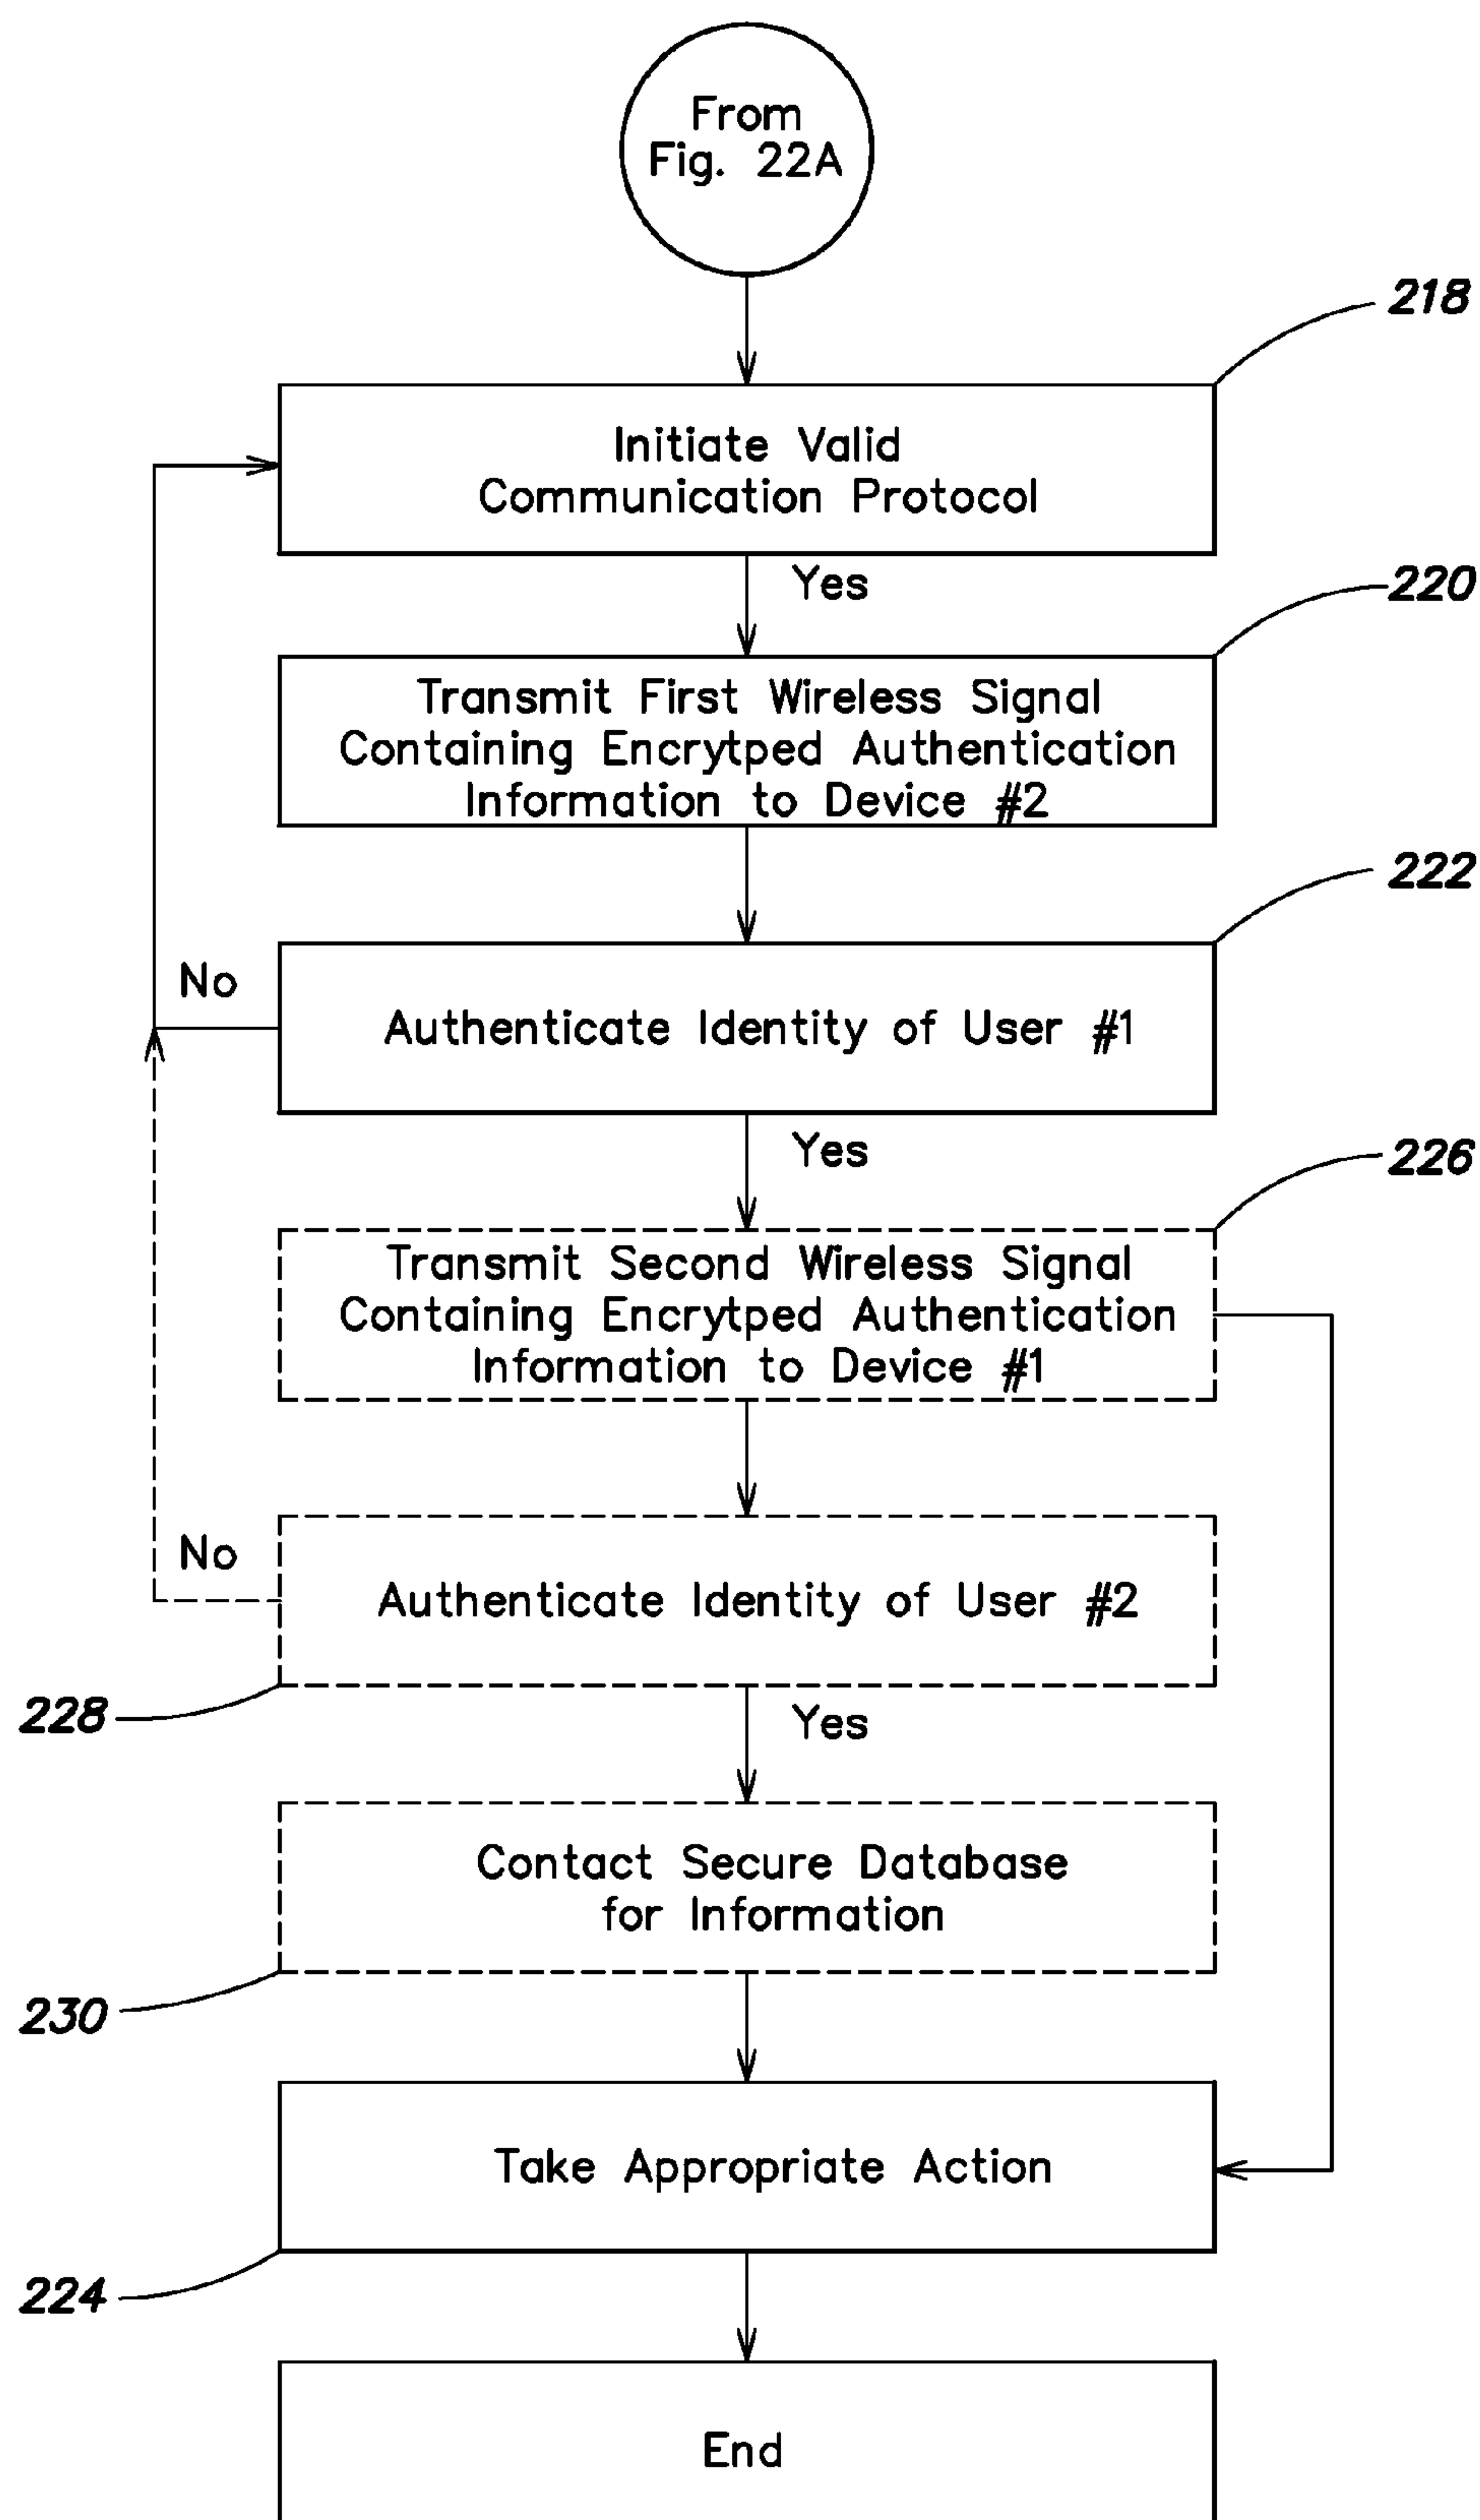 From
Fig. 22A
218
Initiate Valid
Communication Protocol
Yes
220
Transmit First Wireless Signal
Containing Encrytped Authentication
Information to Device #2
222
No
Authenticate Identity of User #1
Yes
226
Transmit Second Wireless Signal
Containing Encrytped Authentication
Information to Device #1
No
Authenticate Identity of User #2
228
Yes
Contact Secure Database
for Information
230
Take Appropriate Action
224
End